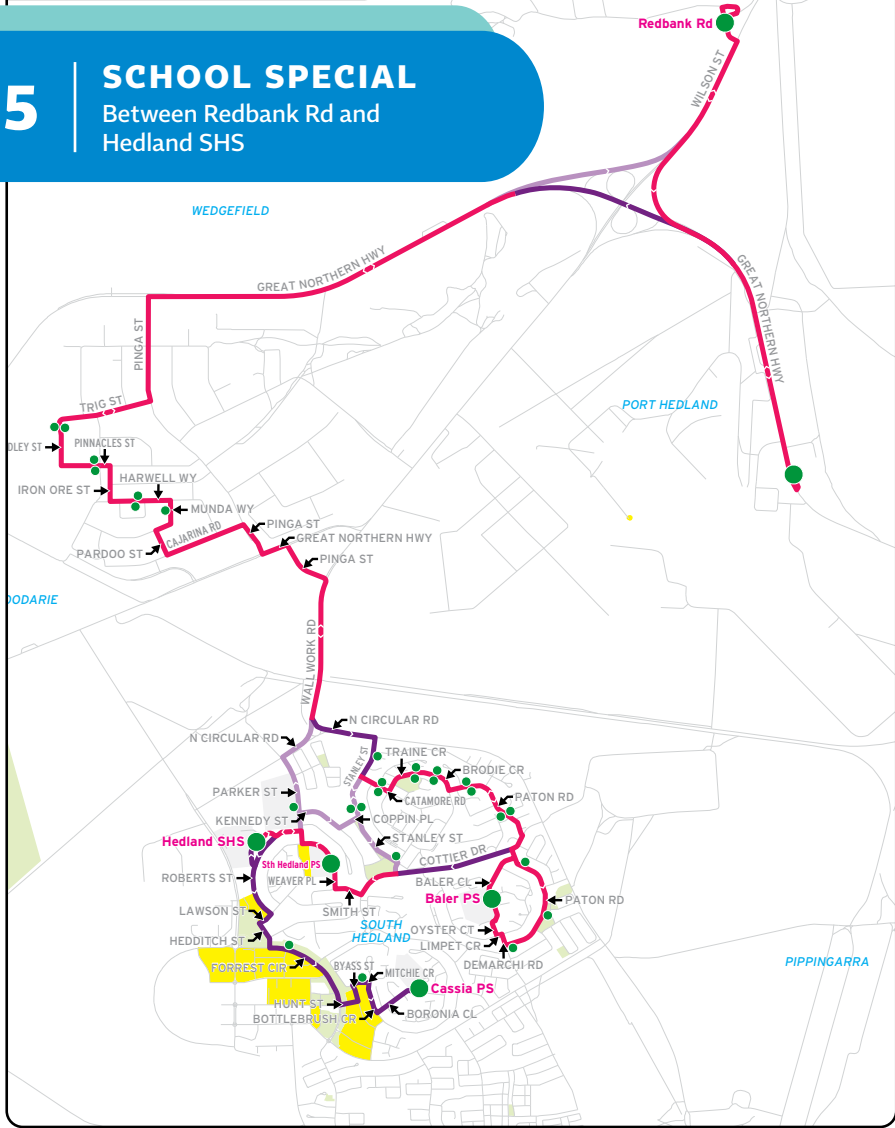 5
SCHOOL SPECIAL
Between Redbank Rd and
Hedland SHS
Redbank Rd
WILSON ST
WEDGEFIELD
GREAT NORTHERN HWY
GREAT NORTHERN HWY
PINGA ST
PORT HEDLAND
TRIG ST
DLEY ST
PINNACLES ST
HARWELL WY
IRON ORE ST
MUNDA WY
PINGA ST
CAJARINA RD
GREAT NORTHERN HWY
PARDOO ST
PINGA ST
OODARIE
WALLWORK RD
N CIRCULAR RD
N CIRCULAR RD
STANLEY ST
TRAINE CR
BRODIE CR
PARKER ST
CATAMORE RD
PATON RD
KENNEDY ST
COPPIN PL
Hedland SHS
STANLEY ST
Sth Hedland PS
COTTIER DR
ROBERTS ST
WEAVER PL
BALER CL
Baler PS
PATON RD
LAWSON ST
SMITH ST
SOUTH
HEDLAND
OYSTER CT
HEDDITCH ST
LIMPET CR
DEMARCHI RD
PIPPINGARRA
FORREST CIR
BYASS ST
MITCHIE CR
Cassia PS
HUNT ST
BOTTLEBRUSH CR
BORONIA CL